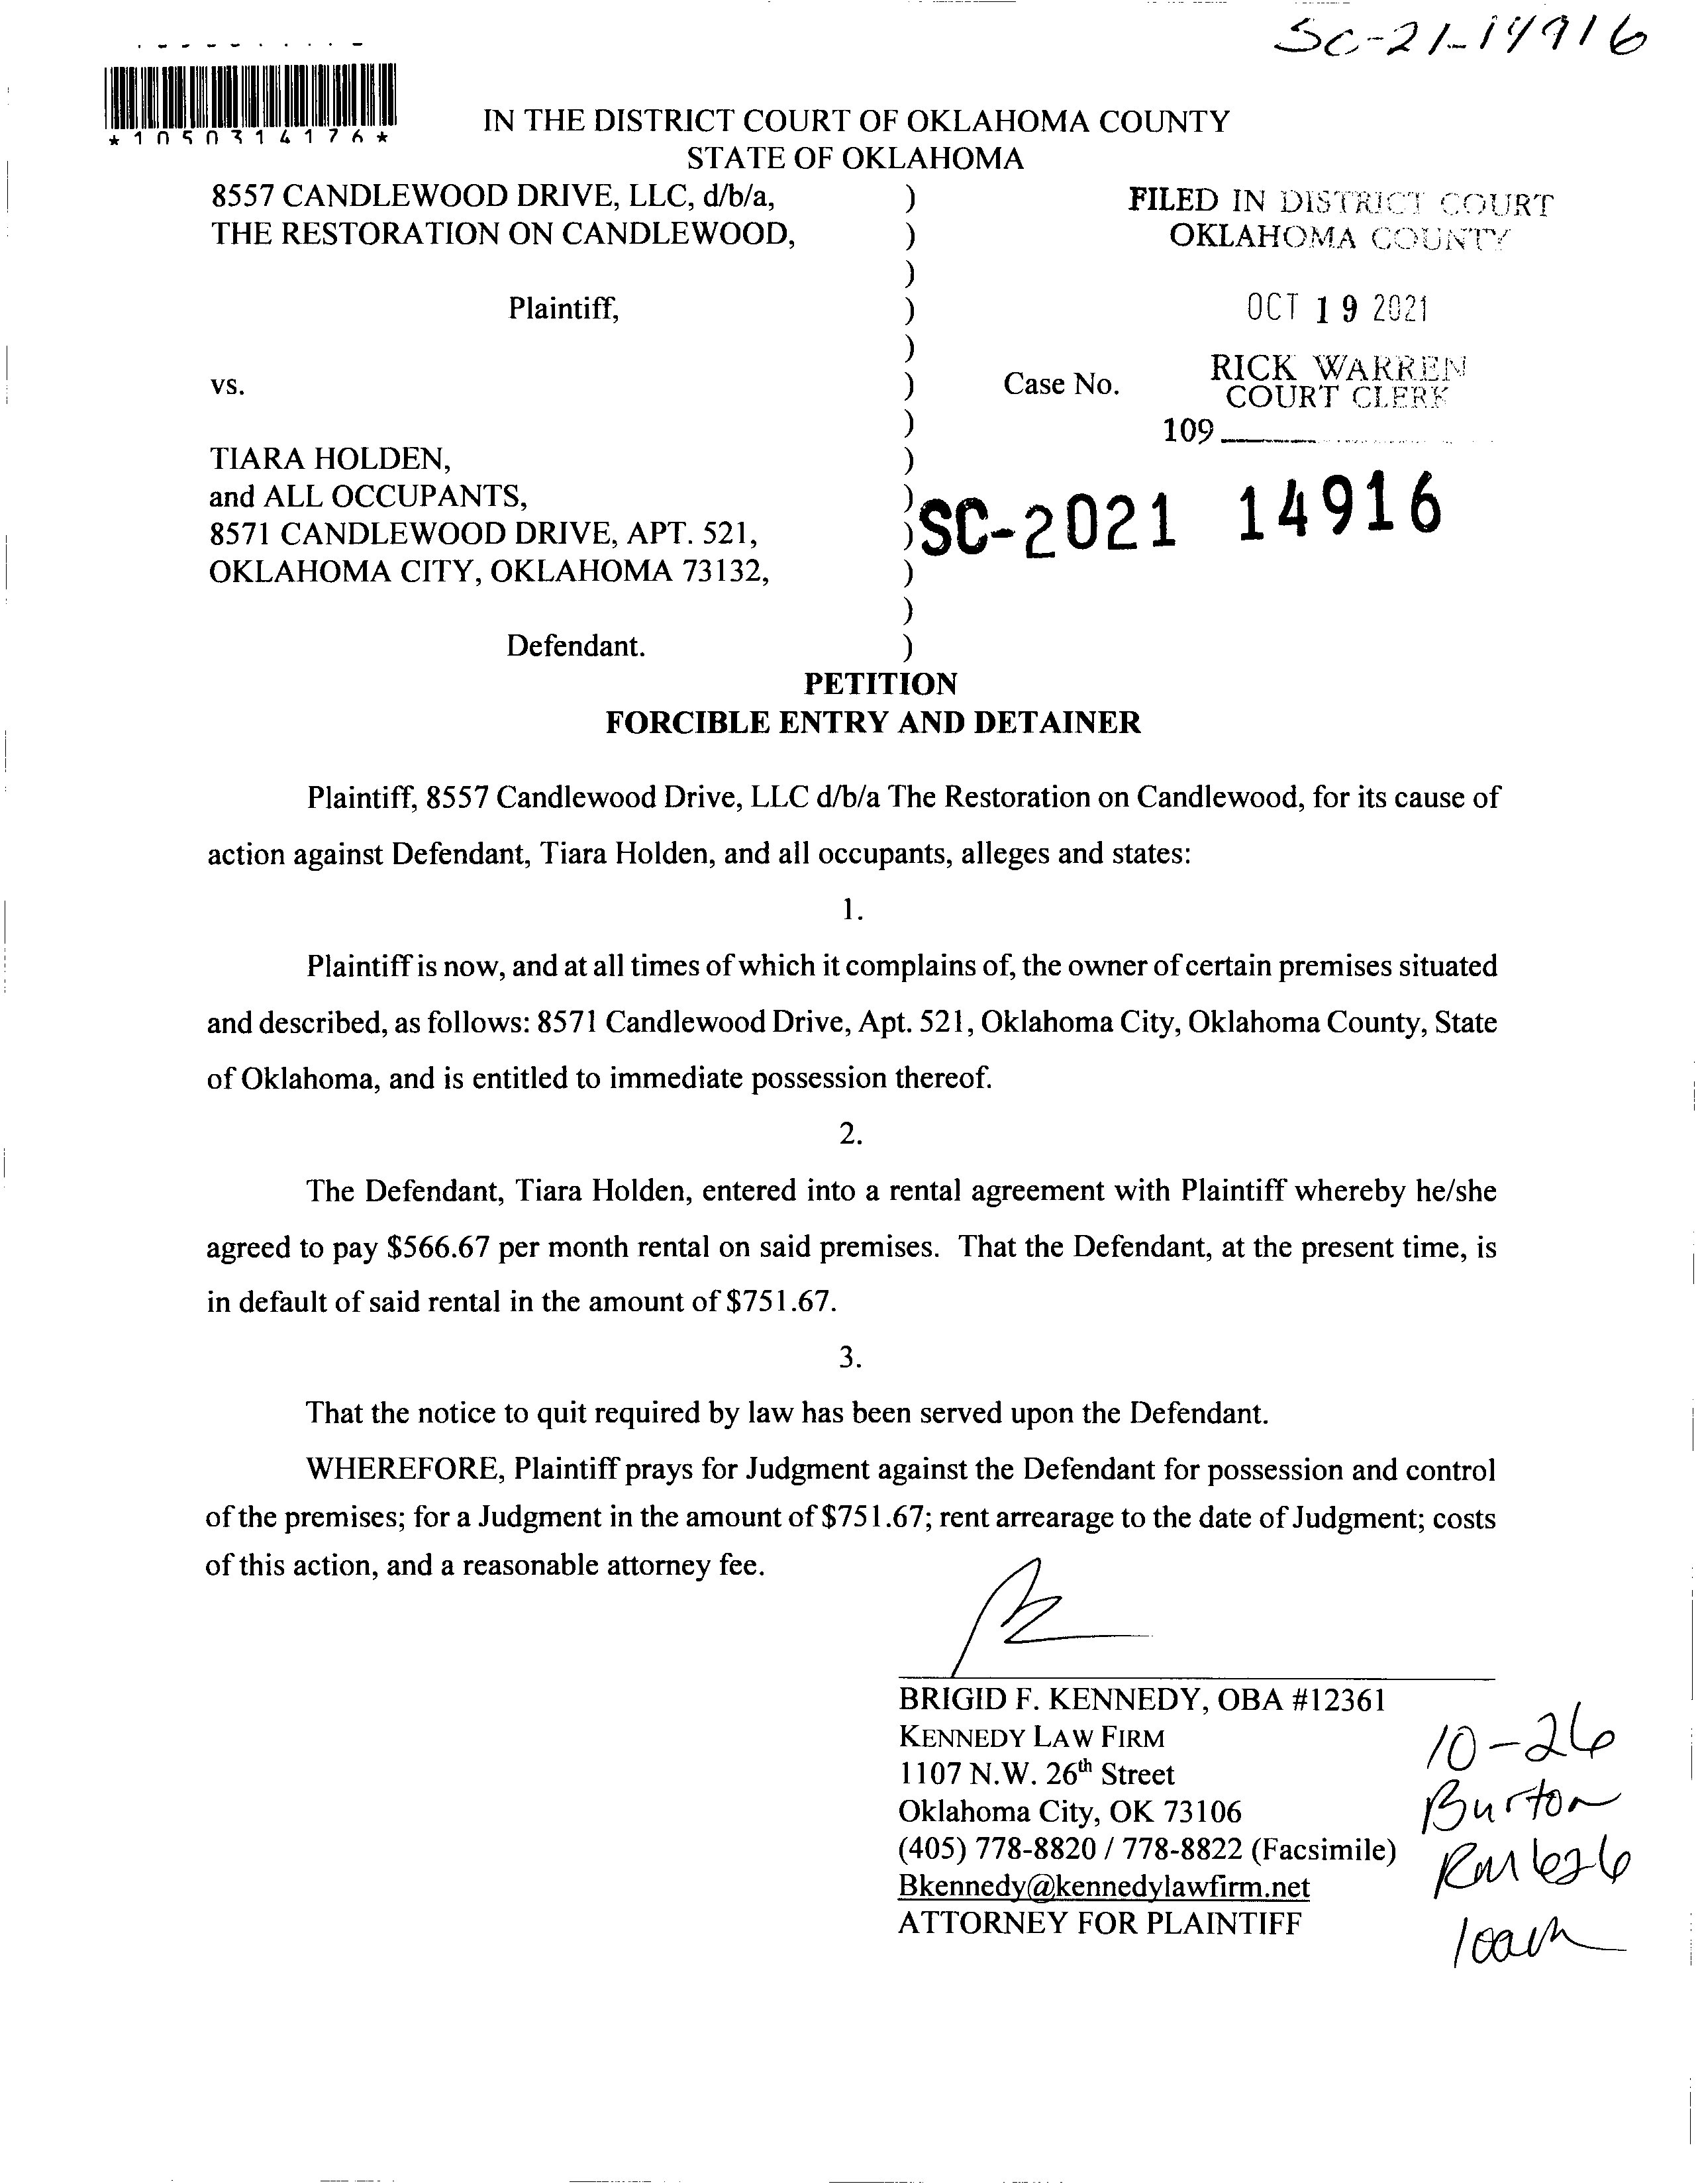 SC-21-14916
*1050314176*
IN THE DISTRICT COURT OF OKLAHOMA COUNTY
STATE OF OKLAHOMA
8557 CANDLEWOOD DRIVE, LLC, d/b/a, )
THE RESTORATION ON CANDLEWOOD, )
)
Plaintiff, )
)
vs. )
)
TIARA HOLDEN, )
and ALL OCCUPANTS, )
8571 CANDLEWOOD DRIVE, APT. 521, )
OKLAHOMA CITY, OKLAHOMA 73132, )
)
Defendant. )
FILED IN DISTRICT COURT
OKLAHOMA COUNTY
OCT 19 2021
RICK WARREN
COURT CLERK
Case No.
109
SC-2021 14916
PETITION
FORCIBLE ENTRY AND DETAINER
Plaintiff, 8557 Candlewood Drive, LLC d/b/a The Restoration on Candlewood, for its cause of
action against Defendant, Tiara Holden, and all occupants, alleges and states:
1.
Plaintiff is now, and at all times of which it complains of, the owner of certain premises situated
and described, as follows: 8571 Candlewood Drive, Apt. 521, Oklahoma City, Oklahoma County, State
of Oklahoma, and is entitled to immediate possession thereof.
2.
The Defendant, Tiara Holden, entered into a rental agreement with Plaintiff whereby he/she
agreed to pay $566.67 per month rental on said premises. That the Defendant, at the present time, is
in default of said rental in the amount of $751.67.
3.
That the notice to quit required by law has been served upon the Defendant.
WHEREFORE, Plaintiff prays for Judgment against the Defendant for possession and control
of the premises; for a Judgment in the amount of $751.67; rent arrearage to the date of Judgment; costs
of this action, and a reasonable attorney fee.
BRIGID F. KENNEDY, OBA #12361
KENNEDY LAW FIRM
1107 N.W. 26th Street
Oklahoma City, OK 73106
(405) 778-8820 / 778-8822 (Facsimile)
Bkennedy@kennedylawfirm.net
ATTORNEY FOR PLAINTIFF
10-26
Burton
Rm 626
10am